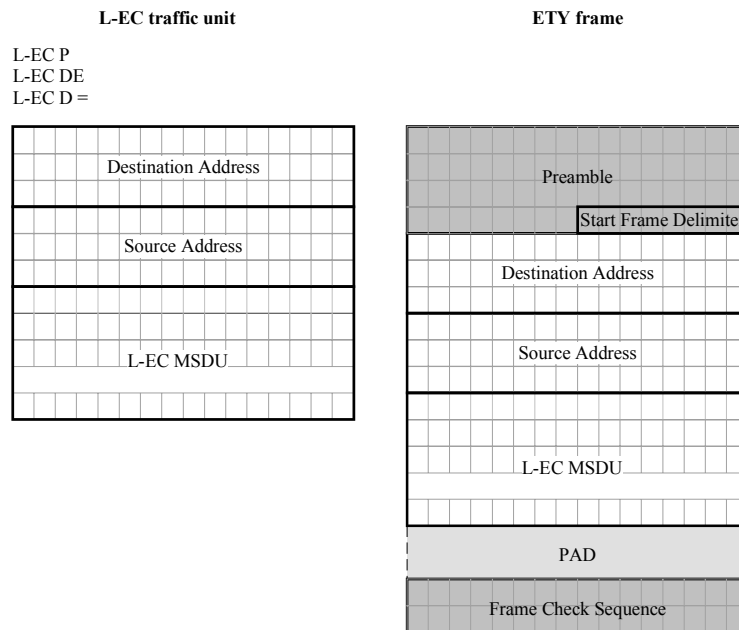 L-EC traffic unit
L-EC P
L-EC DE
L-EC D =
Destination Address
Source Address
L-EC MSDU
ETY frame
Preamble
Start Frame Delimite
Destination Address
Source Address
L-EC MSDU
PAD
Frame Check Sequence